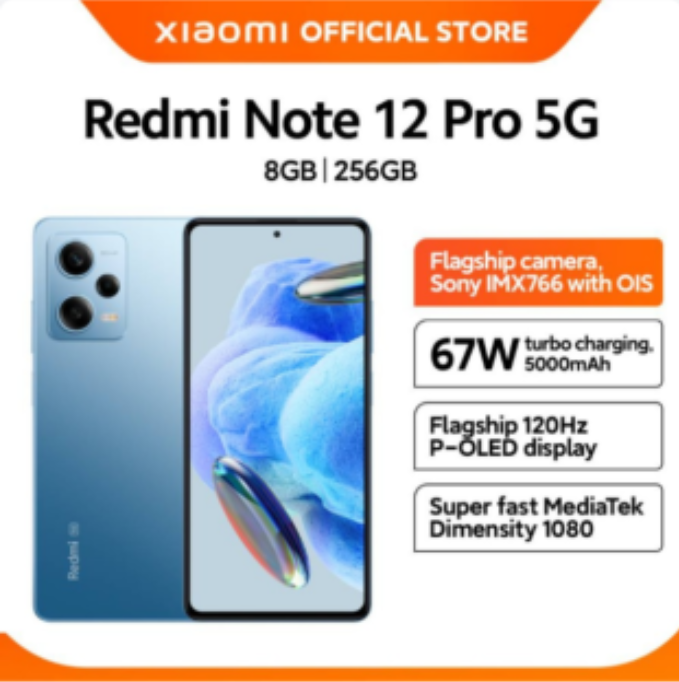 xiaomi OFFICIAL STORE
Redmi Note 12 Pro 5G
8GB | 256GB
Flagship camera,
Sony IMX766 with OIS
67W turbo charging,
5000mAh
Flagship 120Hz
P-OLED display
Super fast MediaTek
Dimensity 1080
Redmi